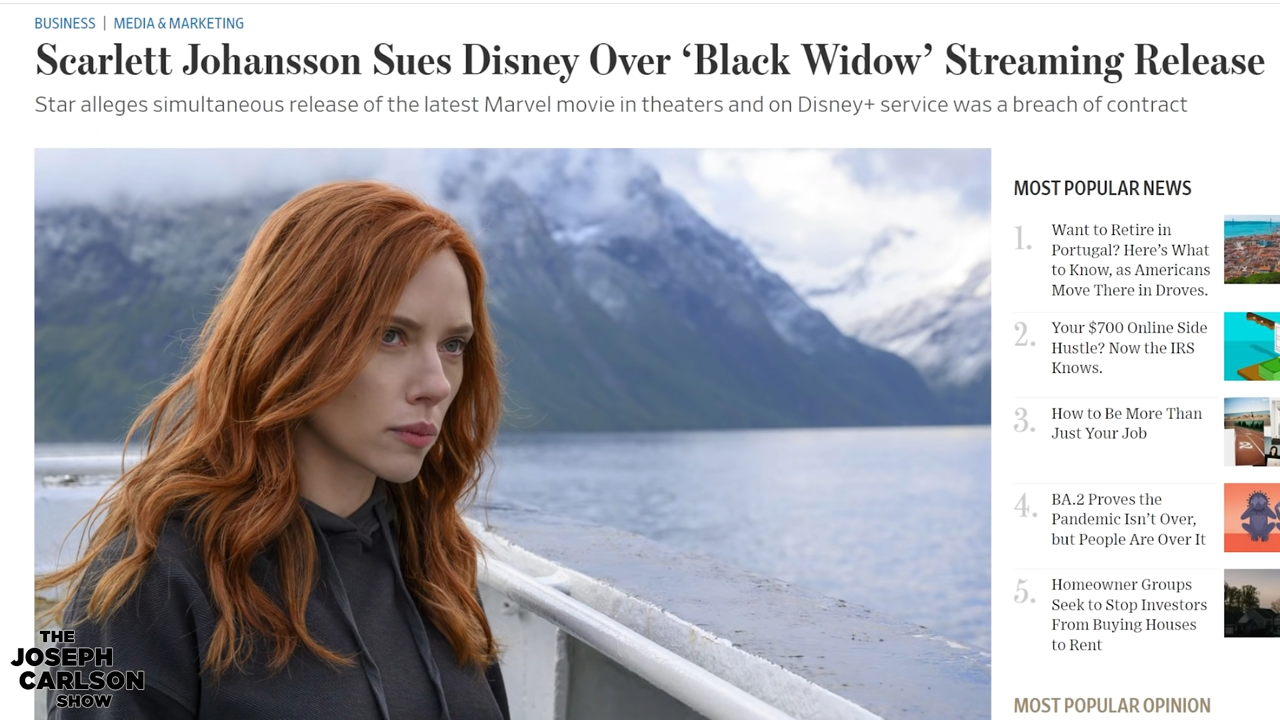 BUSINESS | MEDIA & MARKETING
Scarlett Johansson Sues Disney Over ‘Black Widow’ Streaming Release
Star alleges simultaneous release of the latest Marvel movie in theaters and on Disney+ service was a breach of contract
MOST POPULAR NEWS
1.
Want to Retire in
Portugal? Here’s What
to Know, as Americans
Move There in Droves.
2.
Your $700 Online Side
Hustle? Now the IRS
Knows.
3.
How to Be More Than
Just Your Job
4.
BA.2 Proves the
Pandemic Isn’t Over,
but People Are Over It
5.
Homeowner Groups
Seek to Stop Investors
From Buying Houses
to Rent
MOST POPULAR OPINION
THE
JOSEPH
CARLSON
SHOW